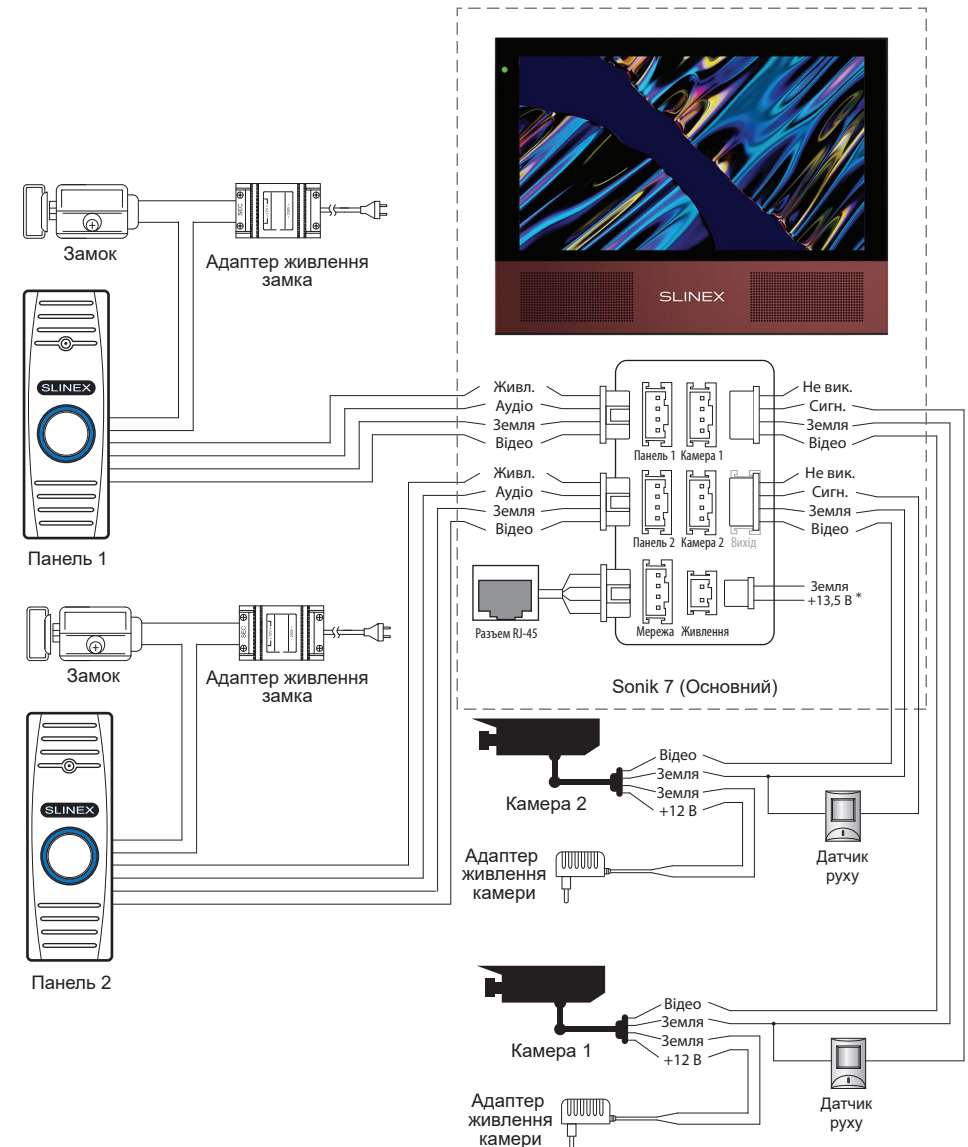 SLINEX
Замок
Адаптер живлення
замка
SEC
SLINEX
Панель 1
Живл.
Аудіо
Земля
Відео
Панель 1
Камера 1
Не вик.
Сигн.
Земля
Відео
Живл.
Аудіо
Земля
Відео
Панель 2
Камера 2
Вихід
Не вик.
Сигн.
Земля
Відео
Разъем RJ-45
Мережа
Живлення
Земля
+13,5 В *
Sonik 7 (Основний)
Замок
Адаптер живлення
замка
SEC
SLINEX
Панель 2
Камера 2
Відео
Земля
Земля
+12 В
Адаптер
живлення
камери
Датчик
руху
Камера 1
Відео
Земля
Земля
+12 В
Адаптер
живлення
камери
Датчик
руху